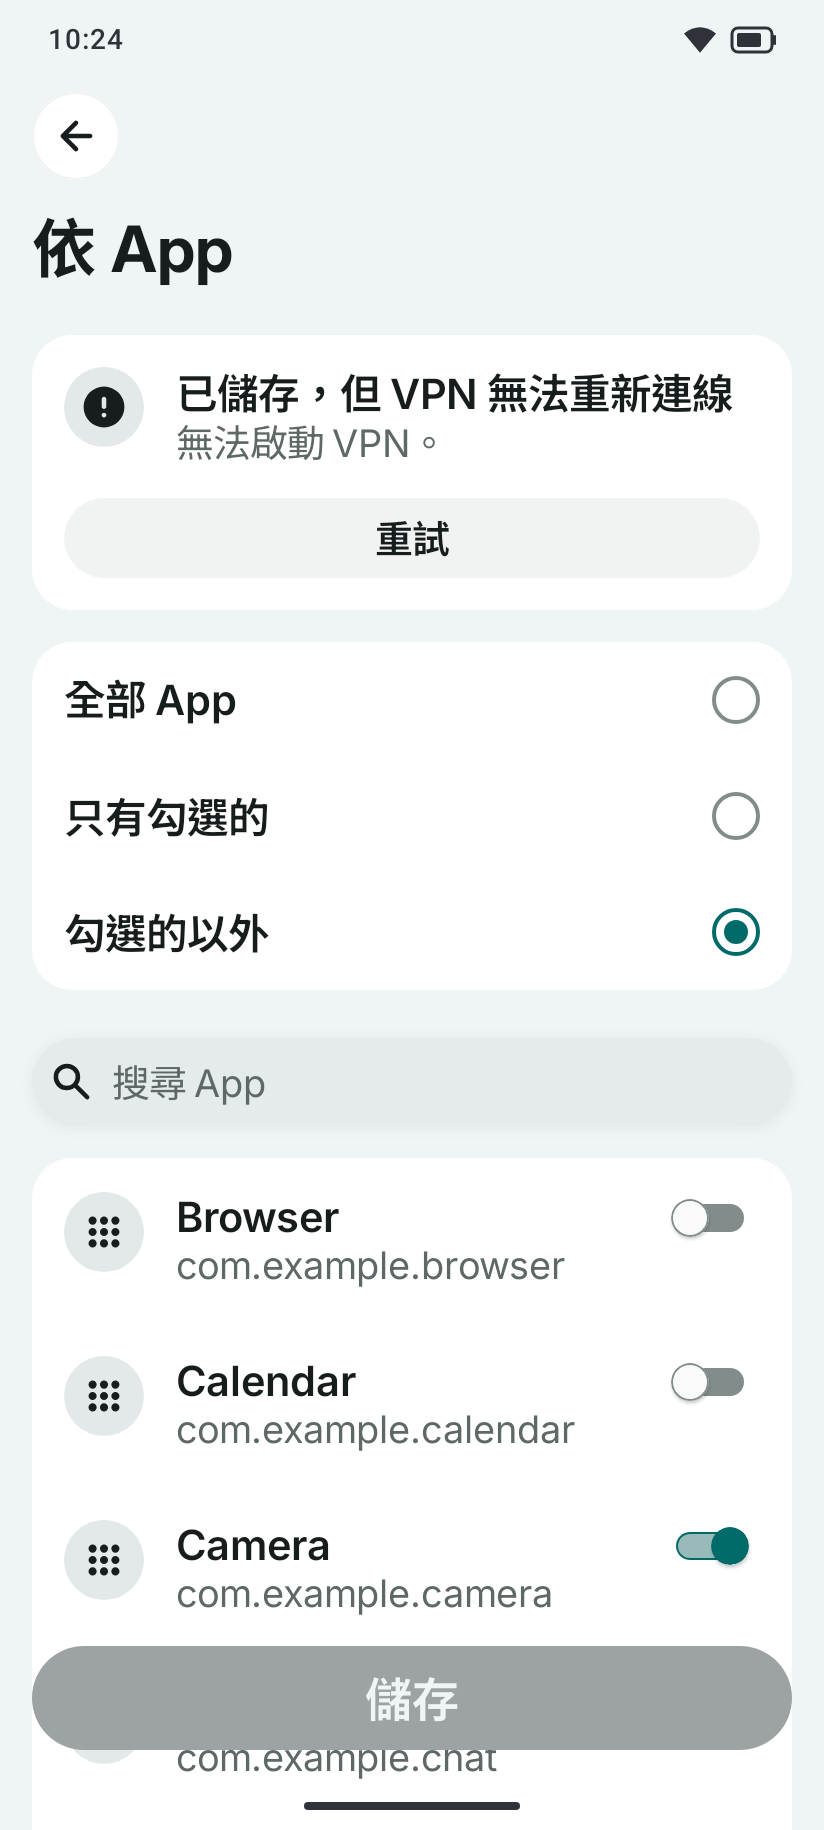 10:24
依 App
已儲存，但 VPN 無法重新連線
無法啟動 VPN。
重試
全部 App
只有勾選的
勾選的以外
搜尋 App
Browser
com.example.browser
Calendar
com.example.calendar
Camera
com.example.camera
儲存
com.example.chat